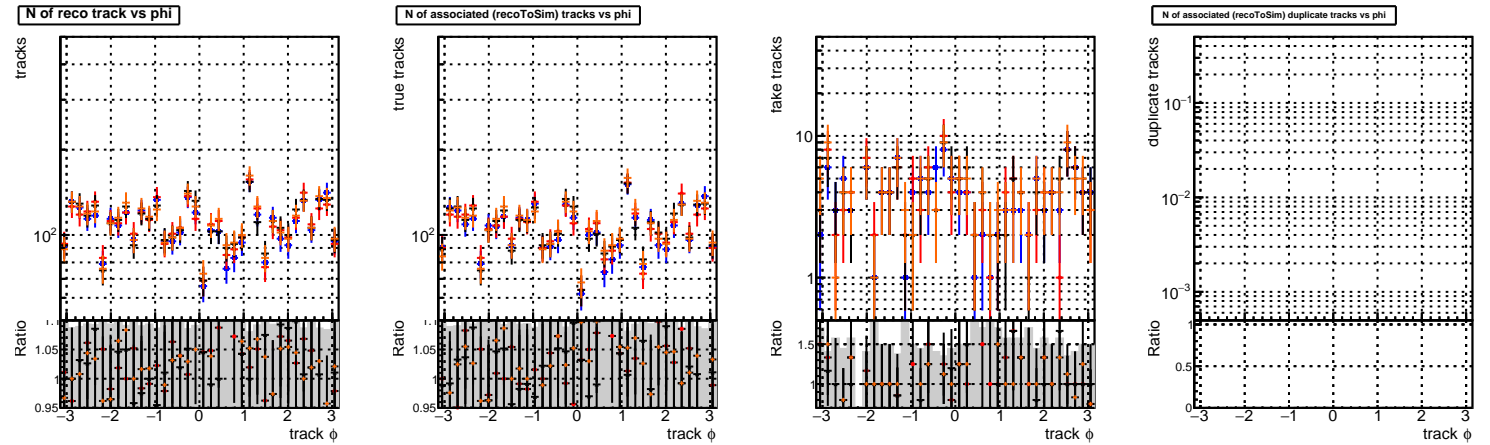 N of reco track vs phi
tracks
10²
Ratio
1.1
1.05
1
0.95
−3 −2 −1 0 1 2 3
track ϕ
N of associated (recoToSim) tracks vs phi
true tracks
10²
Ratio
1.1
1.05
1
0.95
−3 −2 −1 0 1 2 3
track ϕ
fake tracks
10
1
Ratio
1.5
1
−3 −2 −1 0 1 2 3
track ϕ
N of associated (recoToSim) duplicate tracks vs phi
duplicate tracks
10⁻¹
10⁻²
10⁻³
Ratio
1
0.5
0
−3 −2 −1 0 1 2 3
track ϕ